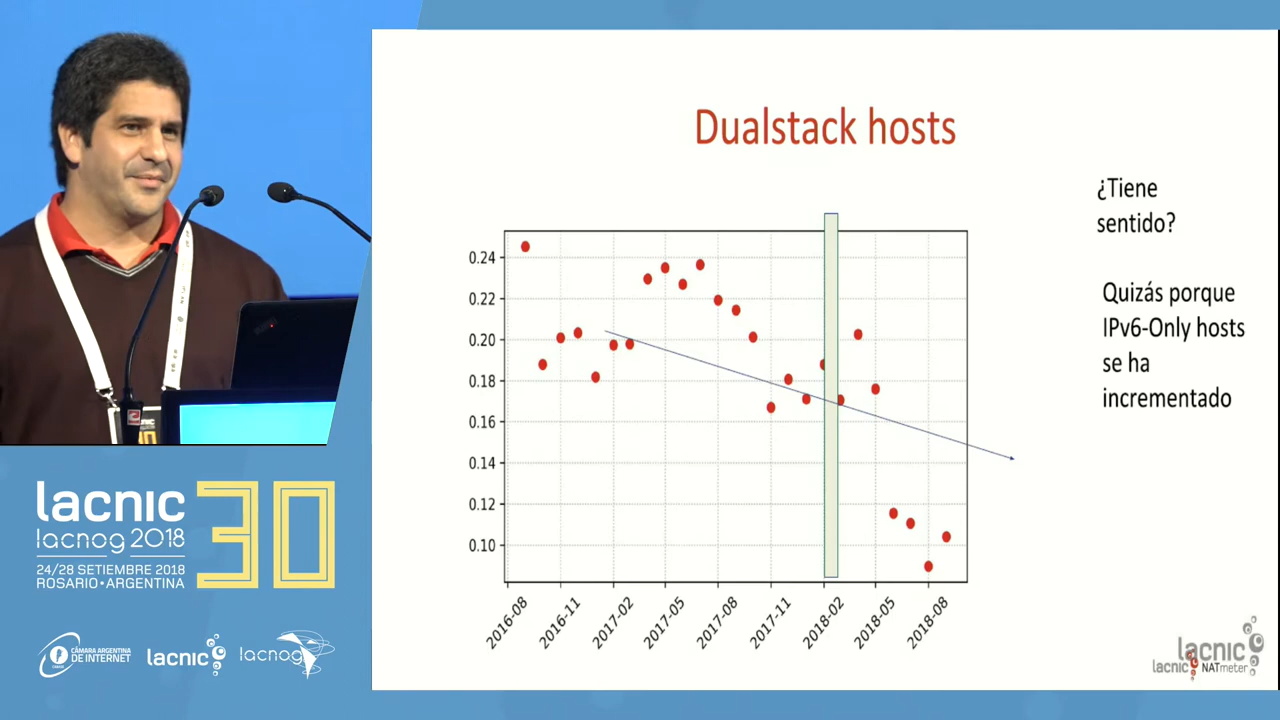 Dualstack hosts
¿Tiene
sentido?
Quizás porque
IPv6-Only hosts
se ha
incrementado
0.24
0.22
0.20
0.18
0.16
0.14
0.12
0.10
2016-08
2016-11
2017-02
2017-05
2017-08
2017-11
2018-02
2018-05
2018-08
lacnic 30
lacnog 2018
24/28 SETIEMBRE 2018
ROSARIO•ARGENTINA
CÁMARA ARGENTINA
DE INTERNET
lacnic
lacnog
lacnic
lacnic NATmeter